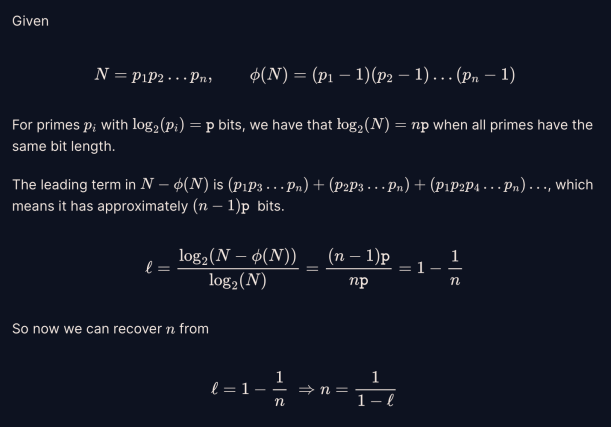 Given
N = p₁p₂ … pₙ,  ϕ(N) = (p₁ − 1)(p₂ − 1) … (pₙ − 1)
For primes pᵢ with log₂(pᵢ) = p bits, we have that log₂(N) = np when all primes have the
same bit length.
The leading term in N − ϕ(N) is (p₁p₃ … pₙ) + (p₂p₃ … pₙ) + (p₁p₂p₄ … pₙ) …, which
means it has approximately (n − 1)p bits.
ℓ = log₂(N − ϕ(N)) / log₂(N) = (n − 1)p / np = 1 − 1/n
So now we can recover n from
ℓ = 1 − 1/n ⇒ n = 1 / (1 − ℓ)